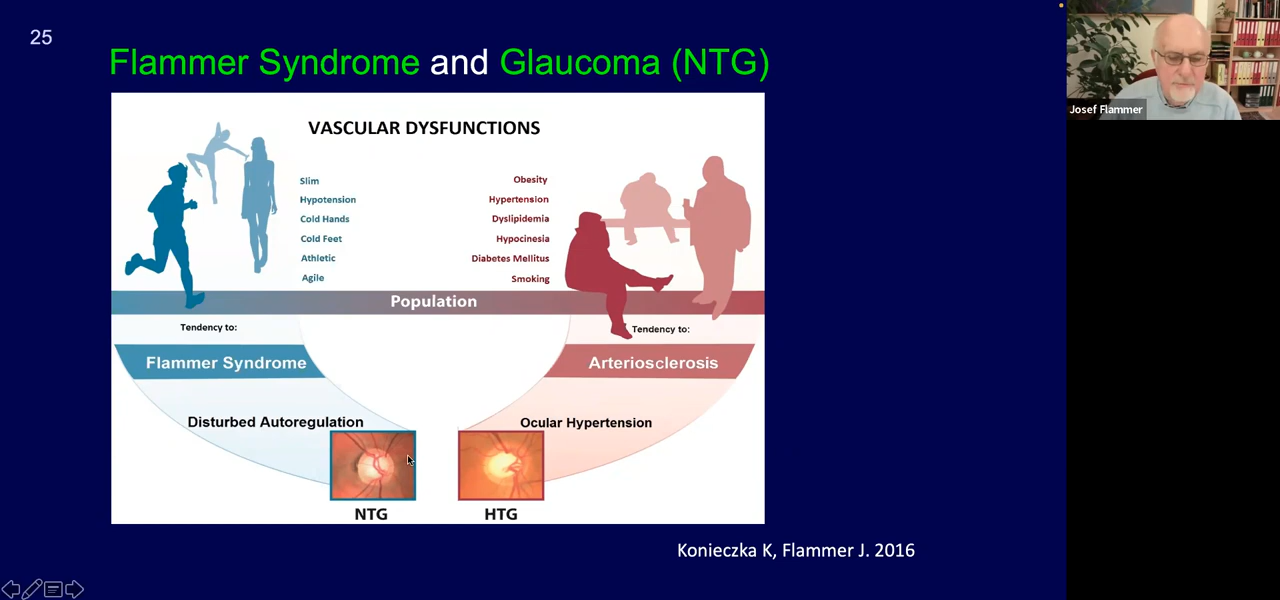 25
Flammer Syndrome and Glaucoma (NTG)
Josef Flammer
VASCULAR DYSFUNCTIONS
Slim
Hypotension
Cold Hands
Cold Feet
Athletic
Agile
Obesity
Hypertension
Dyslipidemia
Hypocinesia
Diabetes Mellitus
Smoking
Population
Tendency to:
Tendency to:
Flammer Syndrome
Arteriosclerosis
Disturbed Autoregulation
Ocular Hypertension
NTG
HTG
Konieczka K, Flammer J. 2016